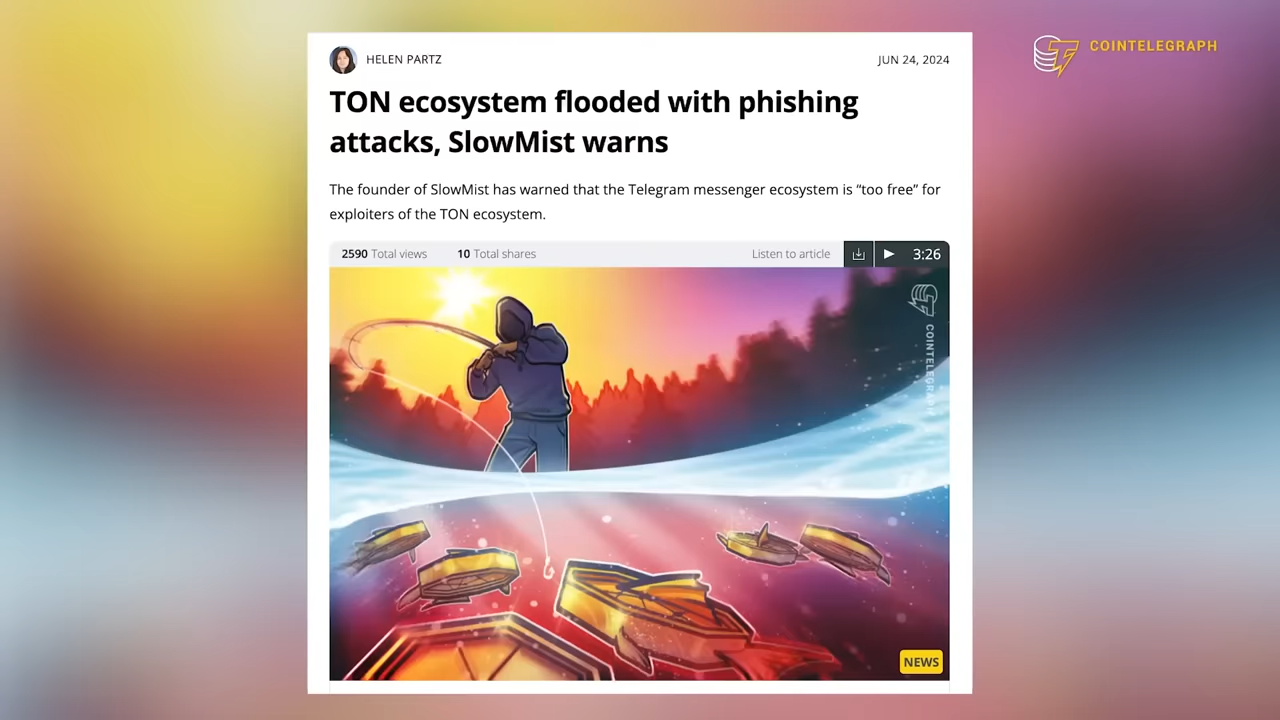 COINTELEGRAPH
HELEN PARTZ
JUN 24, 2024
TON ecosystem flooded with phishing
attacks, SlowMist warns
The founder of SlowMist has warned that the Telegram messenger ecosystem is “too free” for
exploiters of the TON ecosystem.
2590 Total views 10 Total shares Listen to article 3:26
COINTELEGRAPH
NEWS